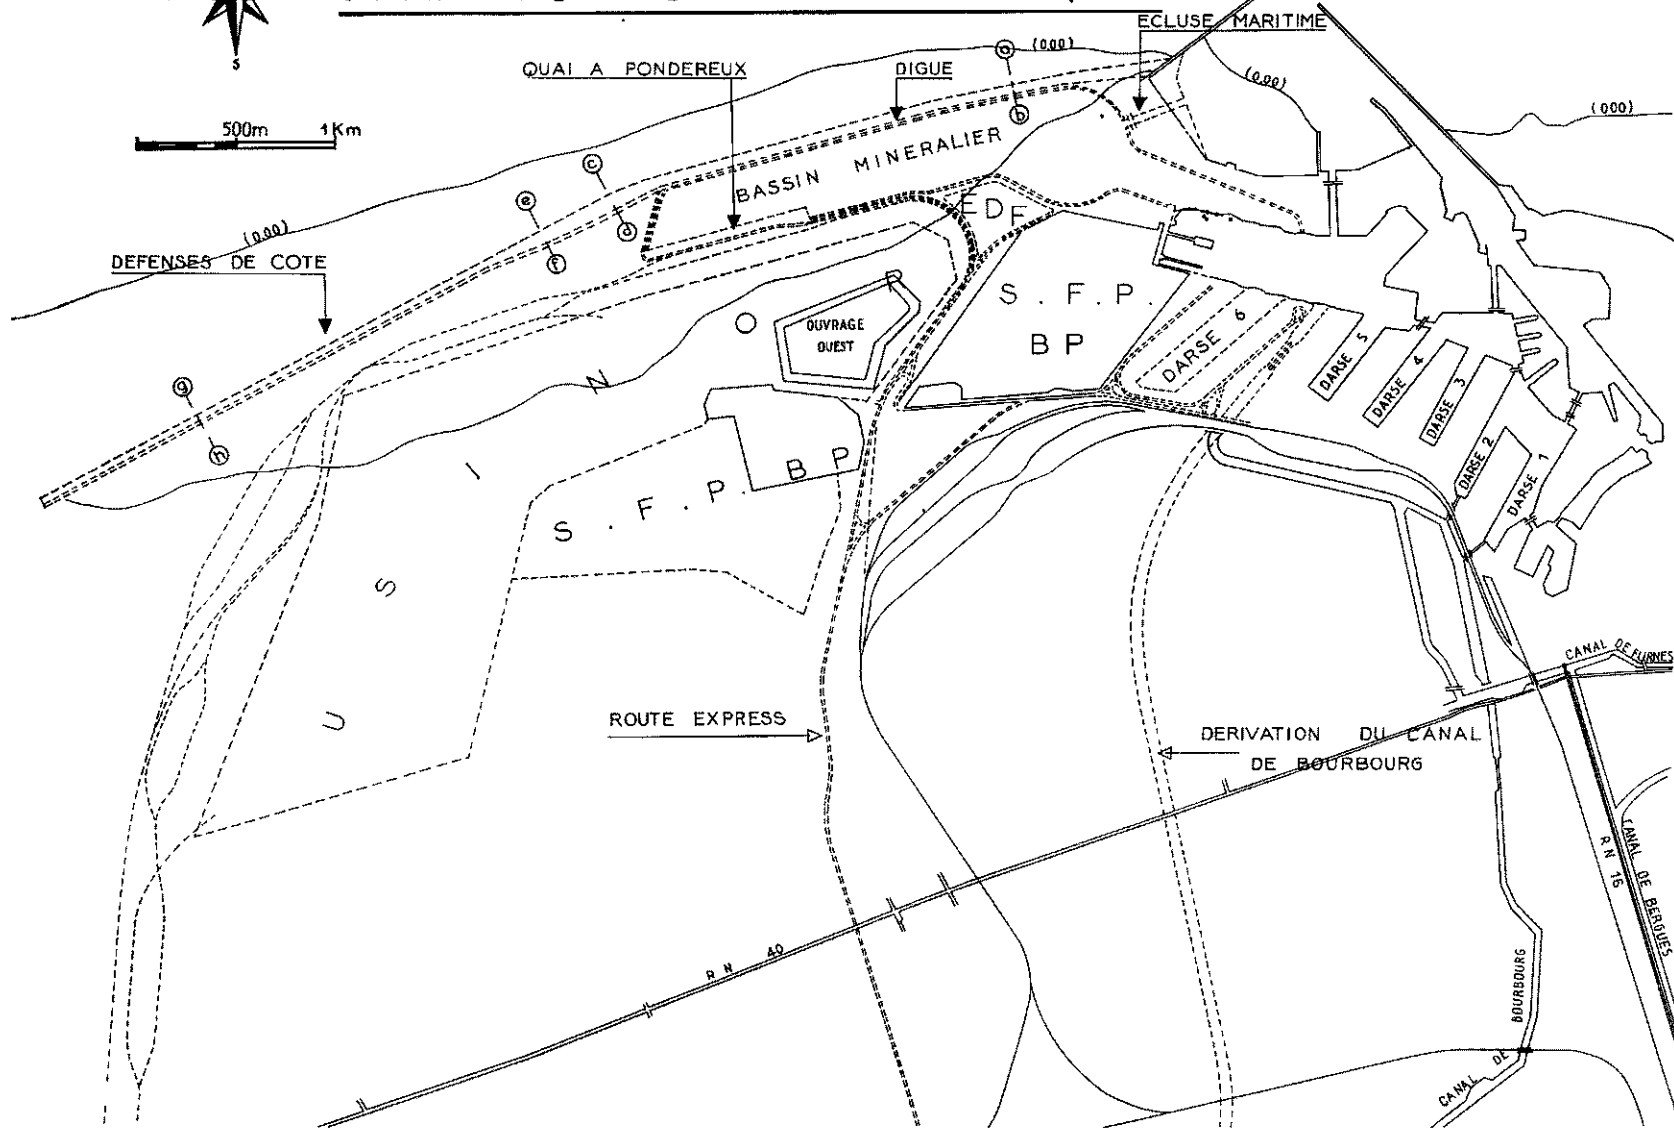 S
ECLUSE MARITIME
a
(0.00)
QUAI A PONDEREUX
DIGUE
(0.00)
(0.00)
500m
1Km
b
BASSIN MINERALIER
c
e
d
EDF
f
(0.00)
DEFENSES DE COTE
S . F . P .
B P
OUVRAGE
OUEST
DARSE 6
DARSE 5
DARSE 4
DARSE 3
DARSE 2
DARSE 1
g
h
U S I N O R
S . F . P . B P
CANAL DE FURNES
ROUTE EXPRESS
DERIVATION DU CANAL
DE BOURBOURG
R N 16
CANAL DE BERGUES
R N 40
CANAL DE BOURBOURG